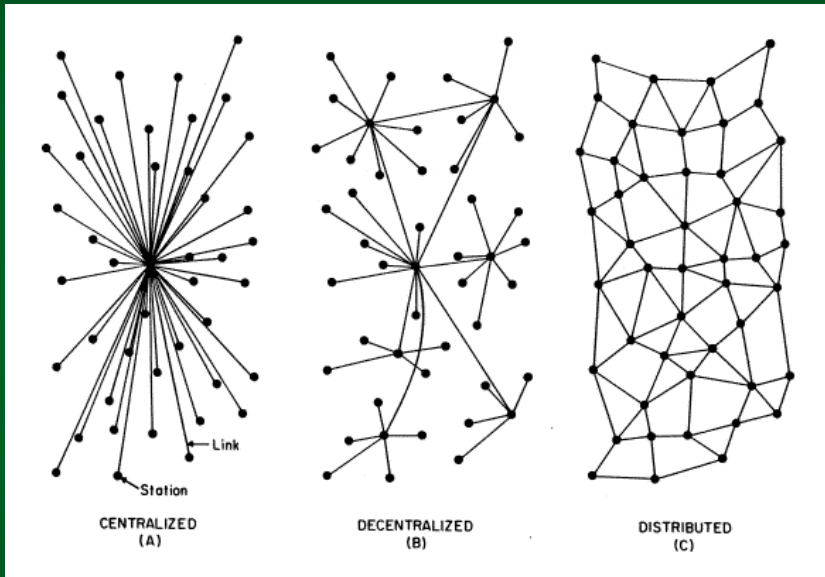 Link
Station
CENTRALIZED
(A)
DECENTRALIZED
(B)
DISTRIBUTED
(C)